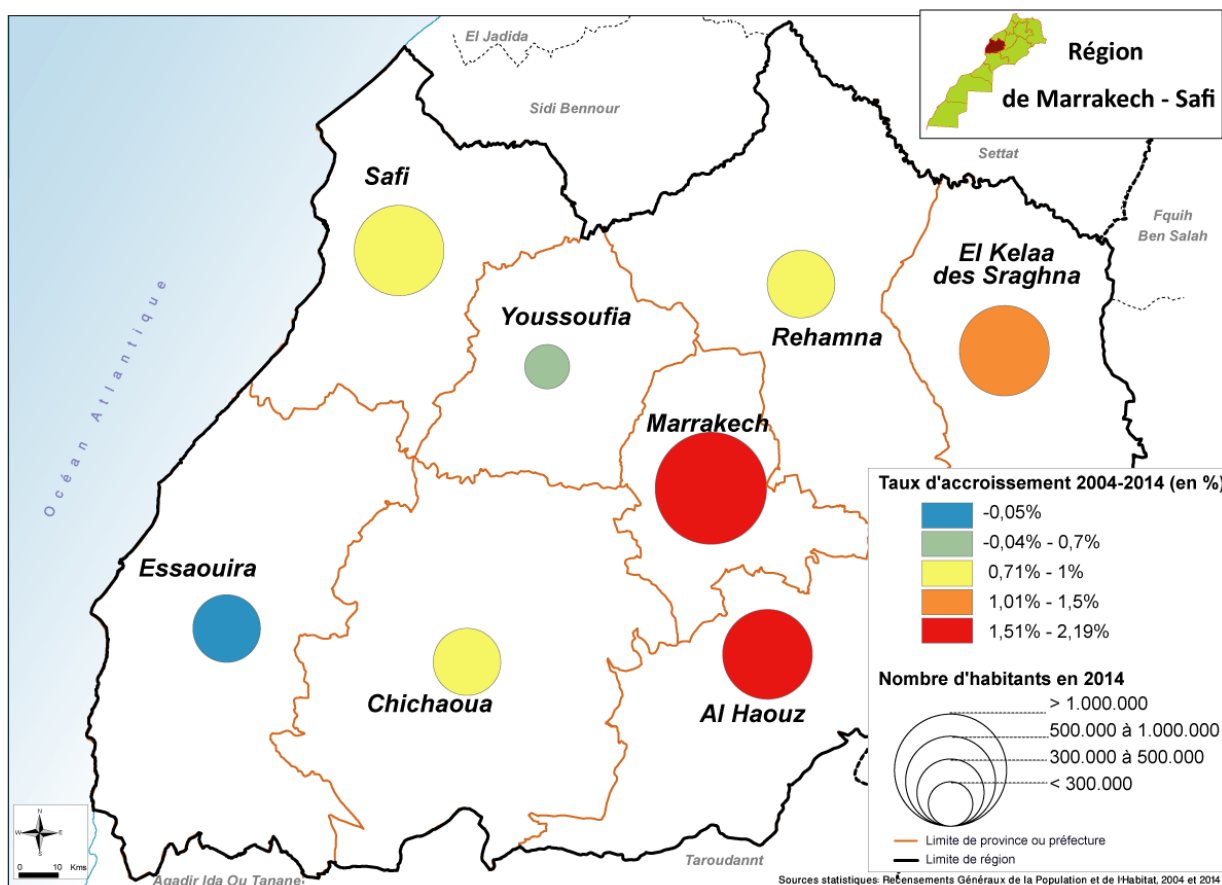 El Jadida
Sidi Bennour
Région
de Marrakech - Safi
Settat
Fquih
Ben Salah
Safi
El Kelaa
des Sraghna
Youssoufia
Rehamna
Océan Atlantique
Marrakech
Essaouira
Chichaoua
Al Haouz
Taroudannt
Agadir Ida Ou Tanane
Taux d'accroissement 2004-2014 (en %)
-0,05%
-0,04% - 0,7%
0,71% - 1%
1,01% - 1,5%
1,51% - 2,19%
Nombre d'habitants en 2014
> 1.000.000
500.000 à 1.000.000
300.000 à 500.000
< 300.000
Limite de province ou préfecture
Limite de région
N
W E
S
0 10 Kms
Sources statistiques: Recensements Généraux de la Population et de l'Habitat, 2004 et 2014